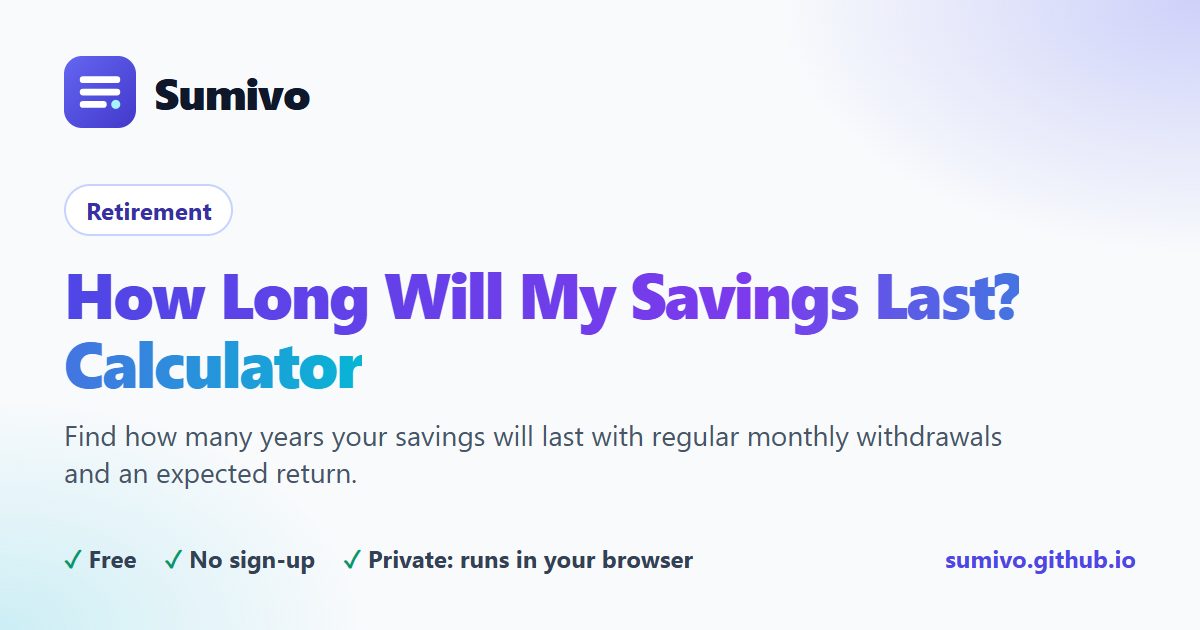 Sumivo
Retirement
How Long Will My Savings Last?
Calculator
Find how many years your savings will last with regular monthly withdrawals
and an expected return.
✓ Free ✓ No sign-up ✓ Private: runs in your browser sumivo.github.io